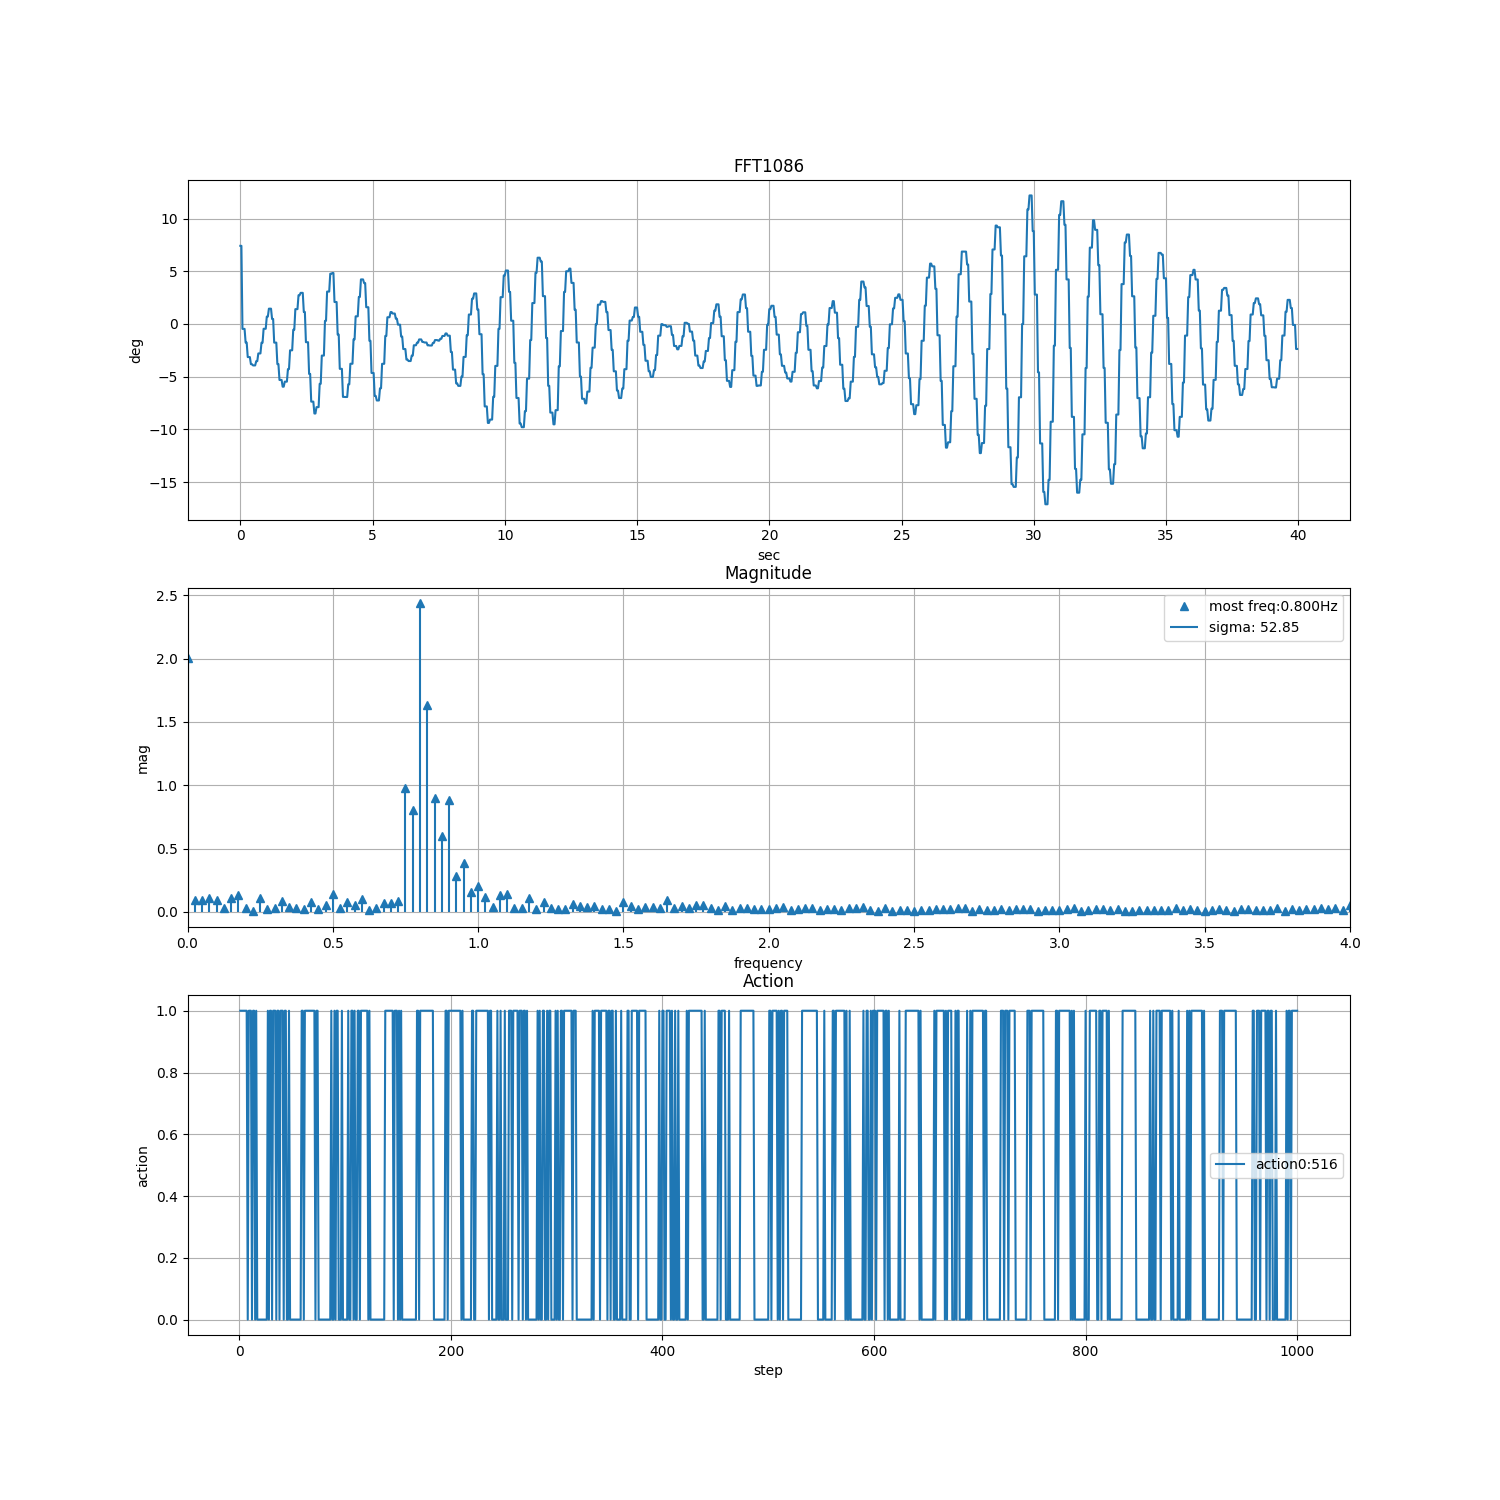 FFT1086
10
5
0
−5
−10
−15
deg
0 5 10 15 20 25 30 35 40
sec
Magnitude
2.5
2.0
1.5
1.0
0.5
0.0
mag
most freq:0.800Hz
sigma: 52.85
0.0 0.5 1.0 1.5 2.0 2.5 3.0 3.5 4.0
frequency
Action
1.0
0.8
0.6
0.4
0.2
0.0
action
action0:516
0 200 400 600 800 1000
step